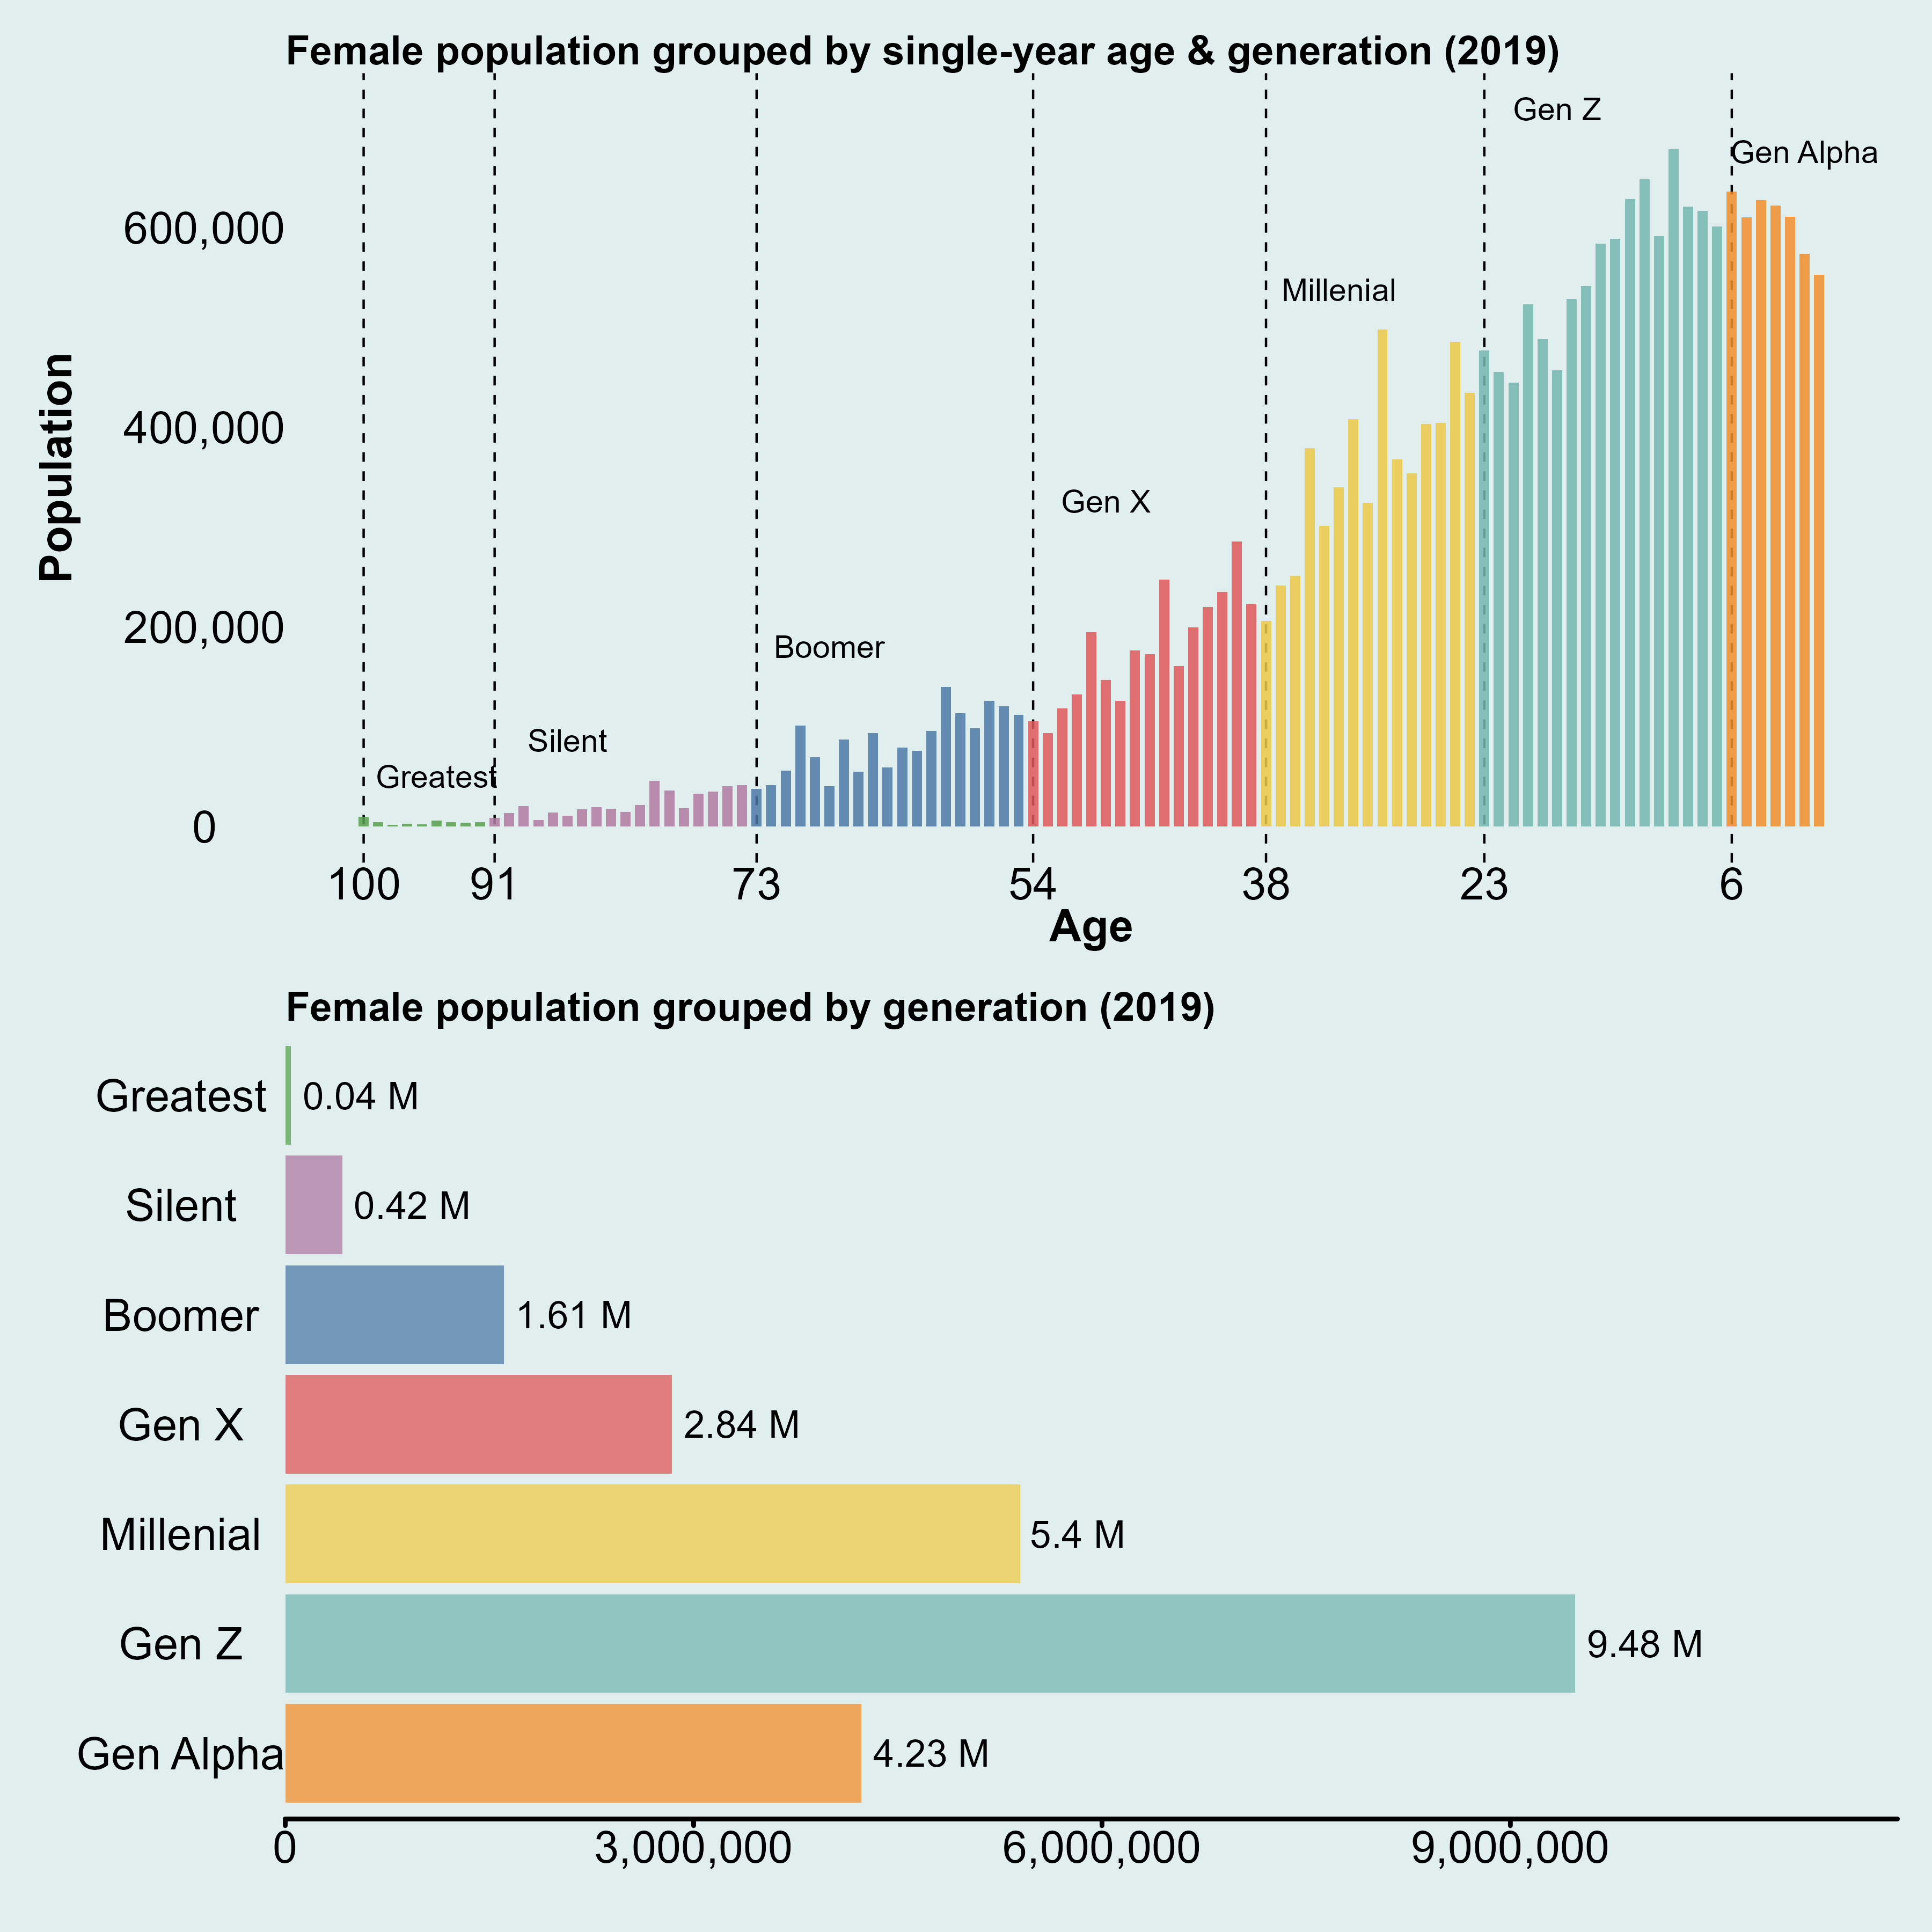 Female population grouped by single-year age & generation (2019)
Gen Z
Gen Alpha
600,000
Millenial
400,000
Population
Gen X
200,000
Boomer
Silent
Greatest
0
100 91 73 54 38 23 6
Age
Female population grouped by generation (2019)
Greatest 0.04 M
Silent 0.42 M
Boomer 1.61 M
Gen X 2.84 M
Millenial 5.4 M
Gen Z 9.48 M
Gen Alpha 4.23 M
0 3,000,000 6,000,000 9,000,000